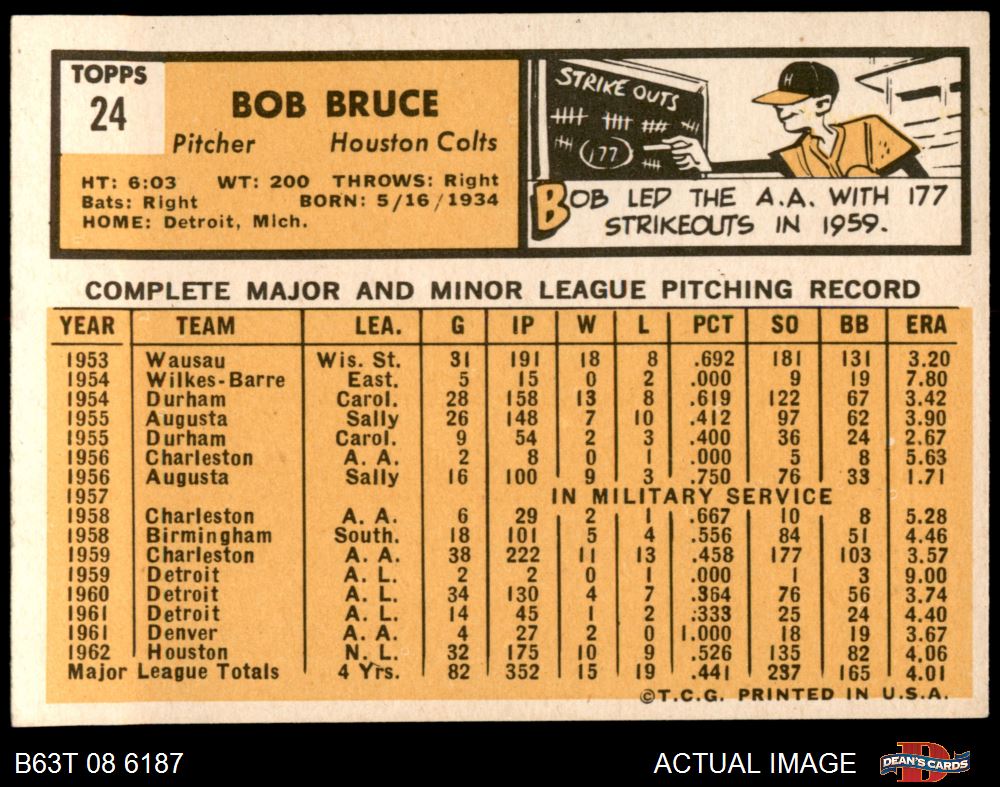 TOPPS
24
BOB BRUCE
Pitcher Houston Colts
HT: 6:03 WT: 200 THROWS: Right
Bats: Right BORN: 5/16/1934
HOME: Detroit, Mich.
STRIKE OUTS
177
H
BOB LED THE A.A. WITH 177
STRIKEOUTS IN 1959.
COMPLETE MAJOR AND MINOR LEAGUE PITCHING RECORD
YEAR TEAM LEA. G IP W L PCT SO BB ERA
1953 Wausau Wis. St. 31 191 18 8 .692 181 131 3.20
1954 Wilkes-Barre East. 5 15 0 2 .000 9 19 7.80
1954 Durham Carol. 28 158 13 8 .619 122 67 3.42
1955 Augusta Sally 26 148 7 10 .412 97 62 3.90
1955 Durham Carol. 9 54 2 3 .400 36 24 2.67
1956 Charleston A. A. 2 8 0 1 .000 5 8 5.63
1956 Augusta Sally 16 100 9 3 .750 76 33 1.71
1957 IN MILITARY SERVICE
1958 Charleston A. A. 6 29 2 1 .667 10 8 5.28
1958 Birmingham South. 18 101 5 4 .556 84 51 4.46
1959 Charleston A. A. 38 222 11 13 .458 177 103 3.57
1959 Detroit A. L. 2 2 0 1 .000 1 3 9.00
1960 Detroit A. L. 34 130 4 7 .364 76 56 3.74
1961 Detroit A. L. 14 45 1 2 .333 25 24 4.40
1961 Denver A. A. 4 27 2 0 1.000 18 19 3.67
1962 Houston N. L. 32 175 10 9 .526 135 82 4.06
Major League Totals 4 Yrs. 82 352 15 19 .441 237 165 4.01
©T.C.G. PRINTED IN U.S.A.
B63T 08 6187 ACTUAL IMAGE
D
DEAN'S CARDS